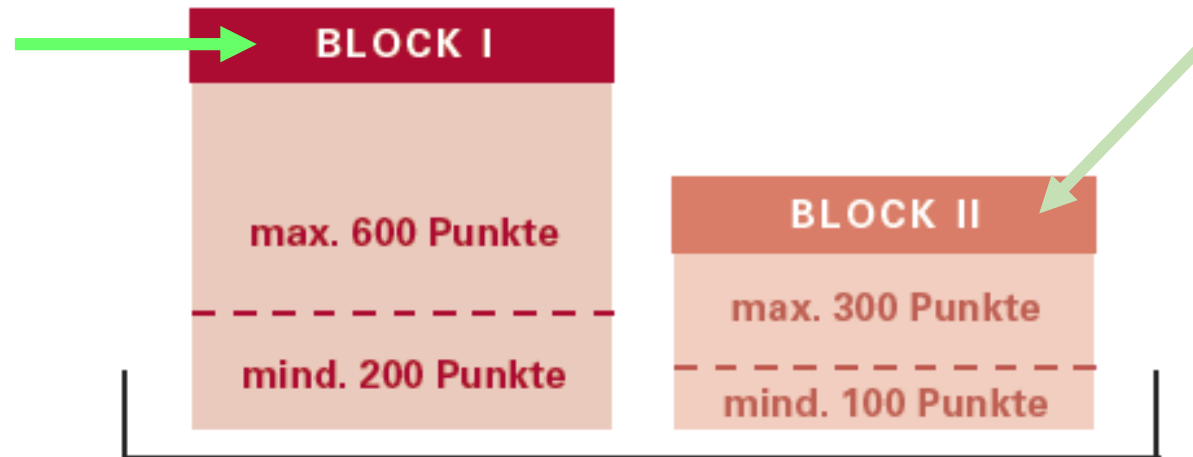 BLOCK I
max. 600 Punkte
mind. 200 Punkte
BLOCK II
max. 300 Punkte
mind. 100 Punkte